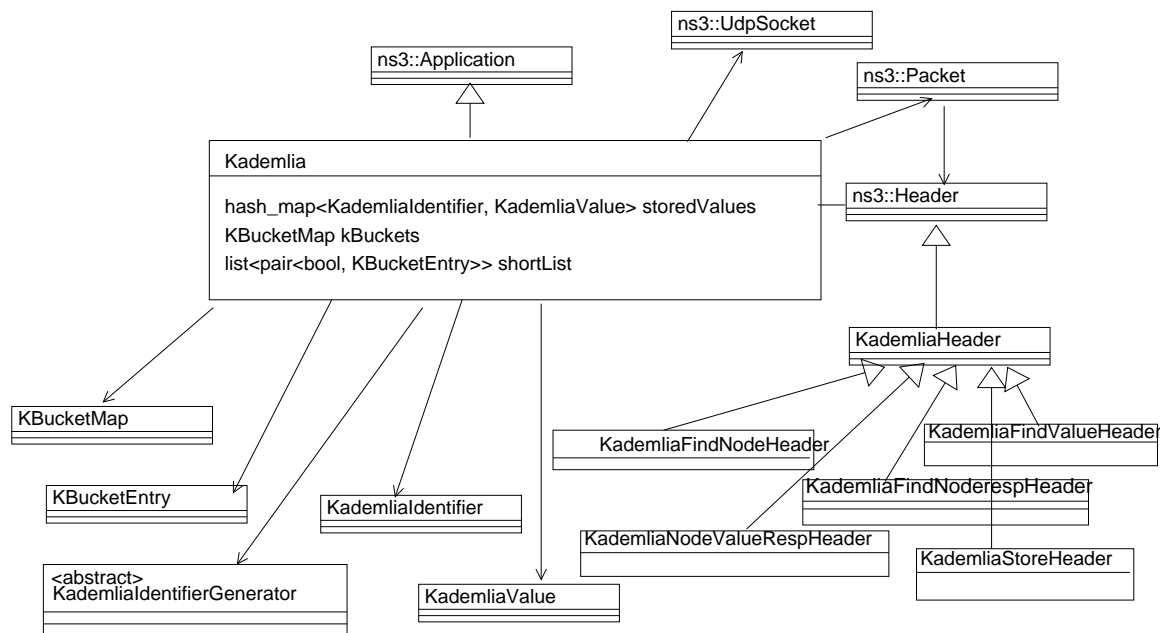 ns3::UdpSocket
ns3::Application
ns3::Packet
Kademlia
ns3::Header
hash_map<KademliaIdentifier, KademliaValue> storedValues
KBucketMap kBuckets
list<pair<bool, KBucketEntry>> shortList
KademliaHeader
KBucketMap
KademliaFindNodeHeader
KademliaFindValueHeader
KBucketEntry
KademliaIdentifier
KademliaFindNoderespHeader
KademliaNodeValueRespHeader
KademliaStoreHeader
<abstract>
KademliaIdentifierGenerator
KademliaValue